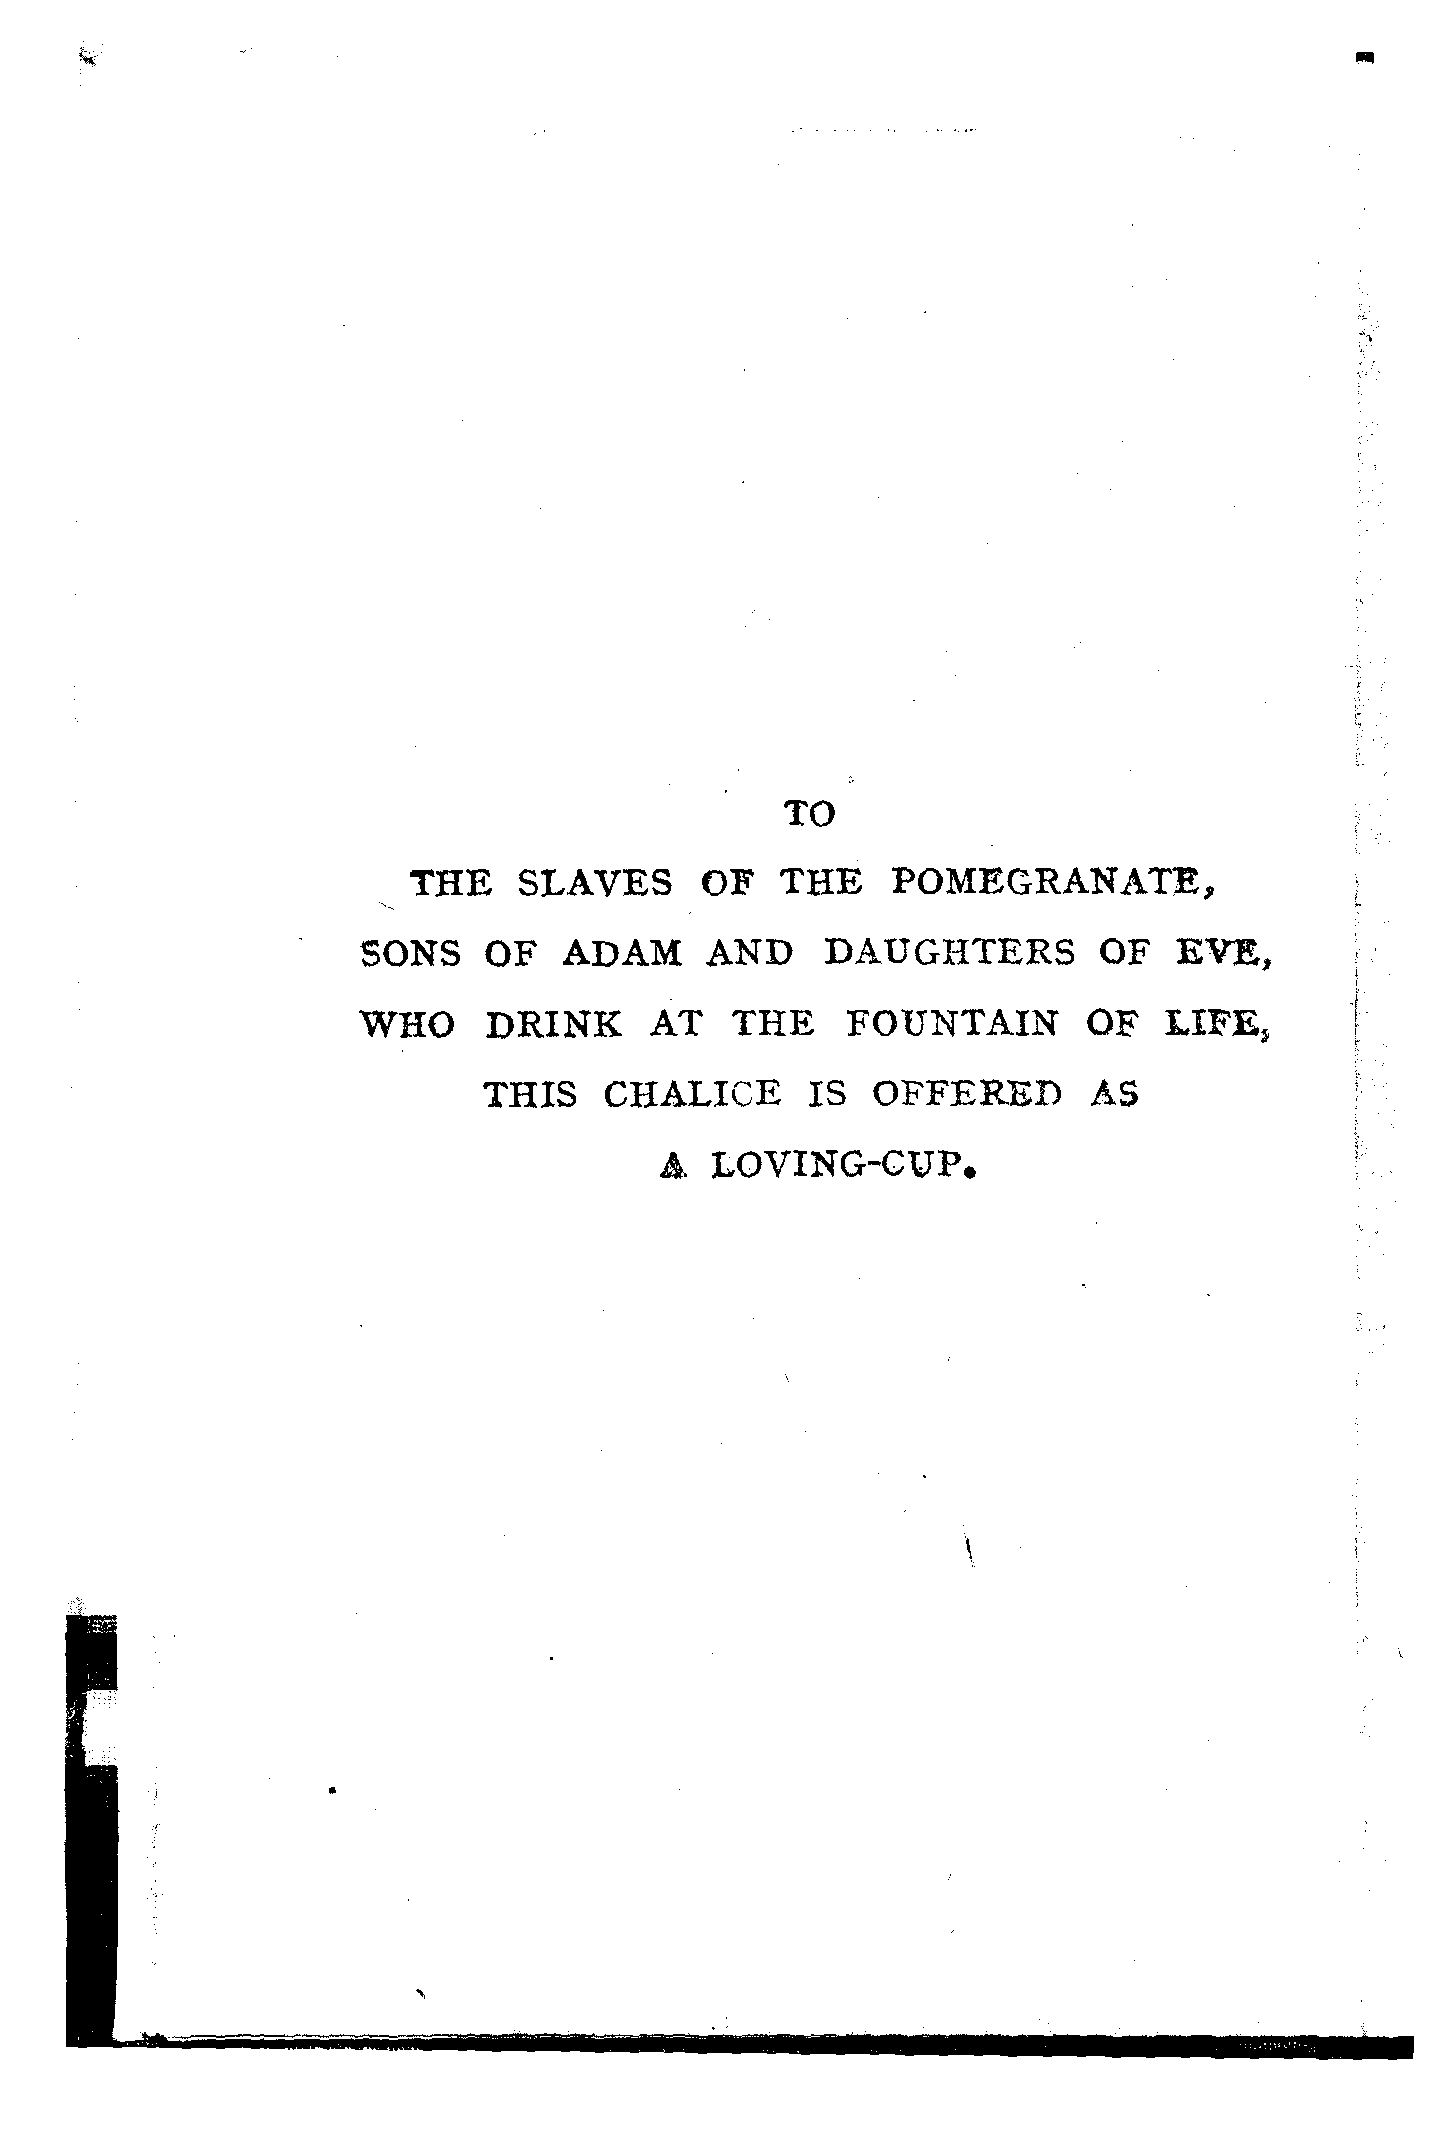 TO
THE SLAVES OF THE POMEGRANATE,
SONS OF ADAM AND DAUGHTERS OF EVE,
WHO DRINK AT THE FOUNTAIN OF LIFE,
THIS CHALICE IS OFFERED AS
A LOVING-CUP.